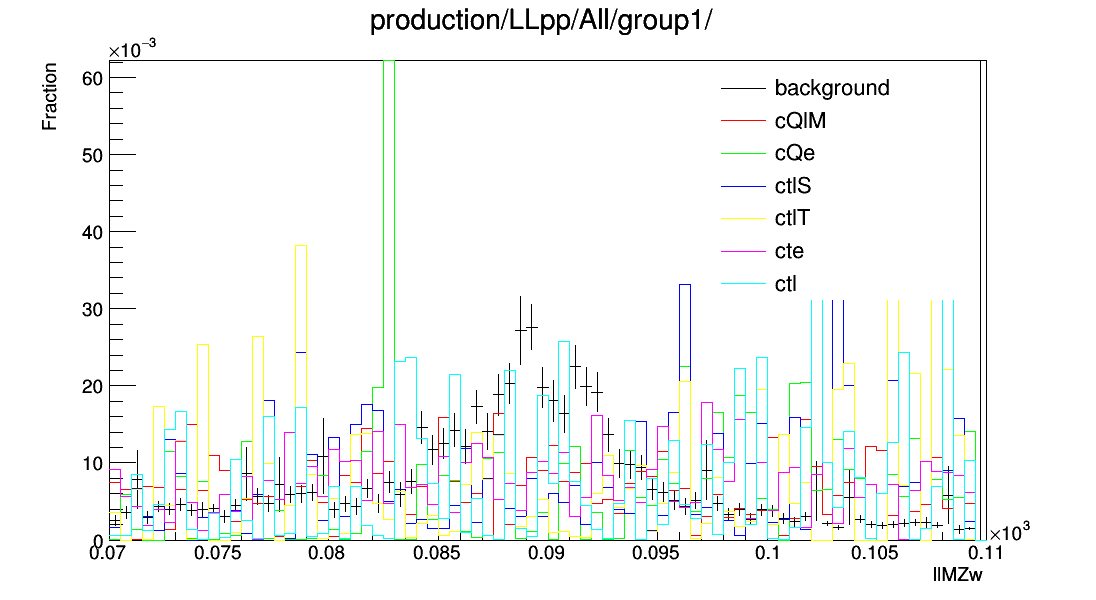 production/LLpp/All/group1/
×10⁻³
Fraction
60
50
40
30
20
10
0
background
cQlM
cQe
ctlS
ctlT
cte
ctl
0.07 0.075 0.08 0.085 0.09 0.095 0.1 0.105 0.11
×10³
llMZw